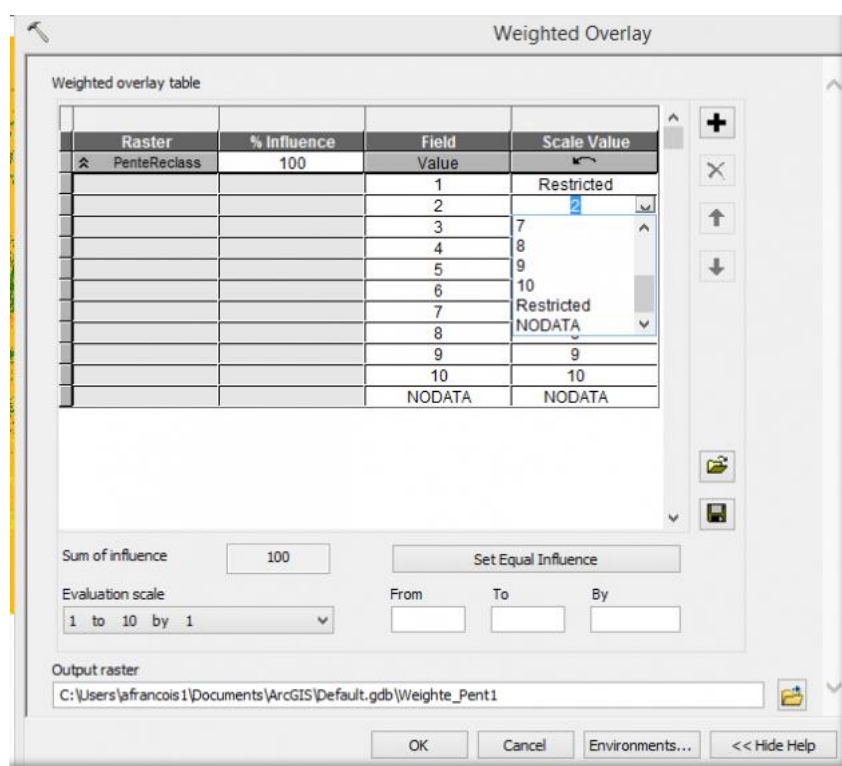 Weighted Overlay
Weighted overlay table
Raster % Influence Field Scale Value
PenteReclass 100 Value
1 Restricted
2 2
3 7
4 8
5 9
6 10
7 Restricted
8 NODATA
9 9
10 10
NODATA NODATA
Sum of influence 100 Set Equal Influence
Evaluation scale From To By
1 to 10 by 1
Output raster
C:\Users\afrancois1\Documents\ArcGIS\Default.gdb\Weighte_Pent1
OK Cancel Environments... << Hide Help